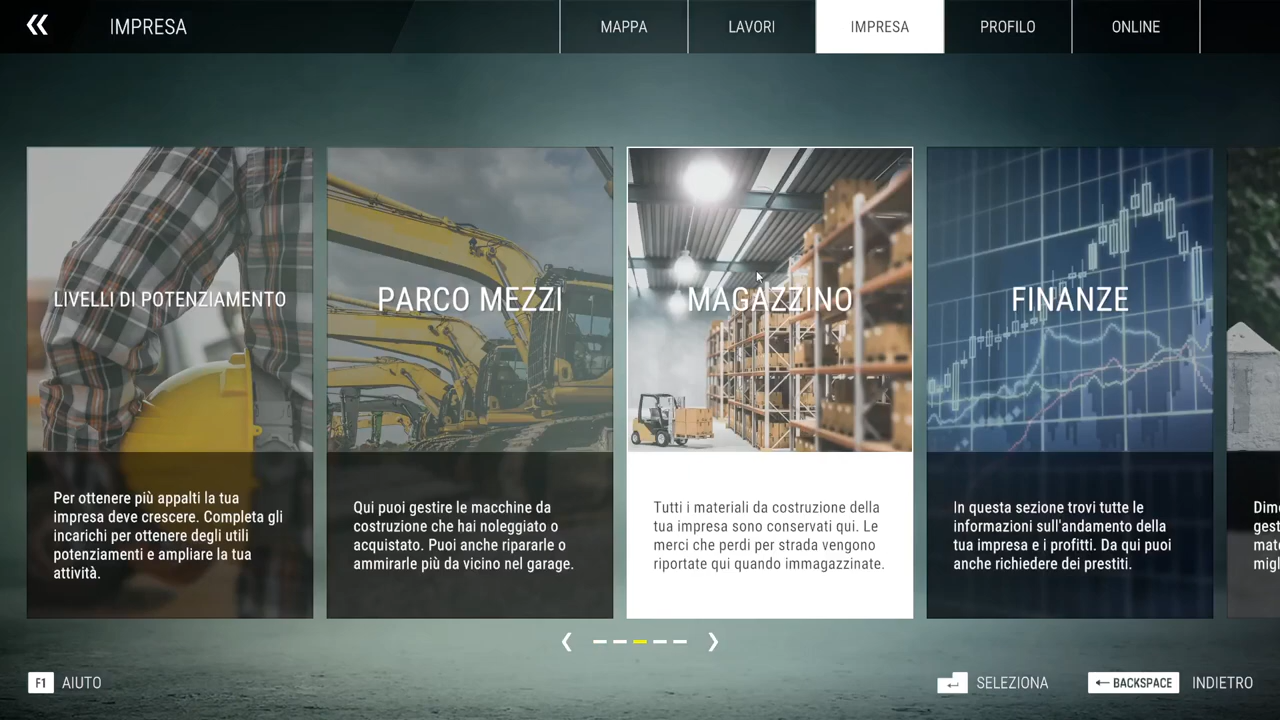 IMPRESA
MAPPA
LAVORI
IMPRESA
PROFILO
ONLINE
LIVELLI DI POTENZIAMENTO
Per ottenere più appalti la tua
impresa deve crescere. Completa gli
incarichi per ottenere degli utili
potenziamenti e ampliare la tua
attività.
PARCO MEZZI
Qui puoi gestire le macchine da
costruzione che hai noleggiato o
acquistato. Puoi anche ripararle o
ammirarle più da vicino nel garage.
MAGAZZINO
Tutti i materiali da costruzione della
tua impresa sono conservati qui. Le
merci che perdi per strada vengono
riportate qui quando immagazzinate.
FINANZE
In questa sezione trovi tutte le
informazioni sull'andamento della
tua impresa e i profitti. Da qui puoi
anche richiedere dei prestiti.
Dim
gest
mat
migl
F1 AIUTO
SELEZIONA
BACKSPACE INDIETRO